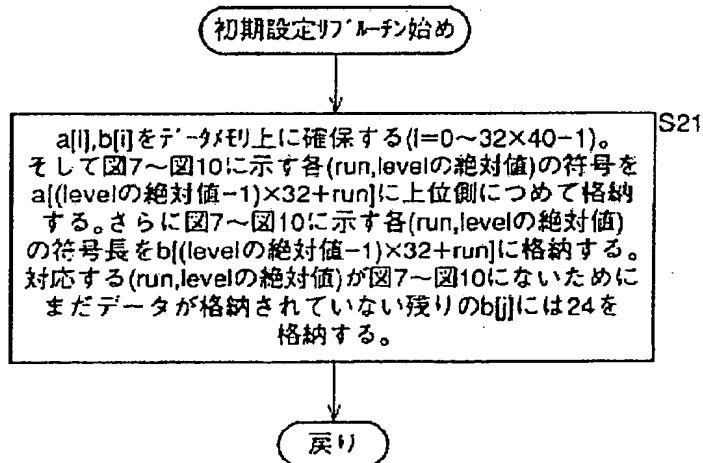 初期設定サブルーチン始め
S21
a[i],b[i]をデータメモリ上に確保する(i=0～32×40-1)。
そして図7～図10に示す各(run,levelの絶対値)の符号を
a[(levelの絶対値-1)×32+run]に上位側につめて格納
する。さらに図7～図10に示す各(run,levelの絶対値)
の符号長をb[(levelの絶対値-1)×32+run]に格納する。
対応する(run,levelの絶対値)が図7～図10にないために
まだデータが格納されていない残りのb[j]には24を
格納する。
戻り